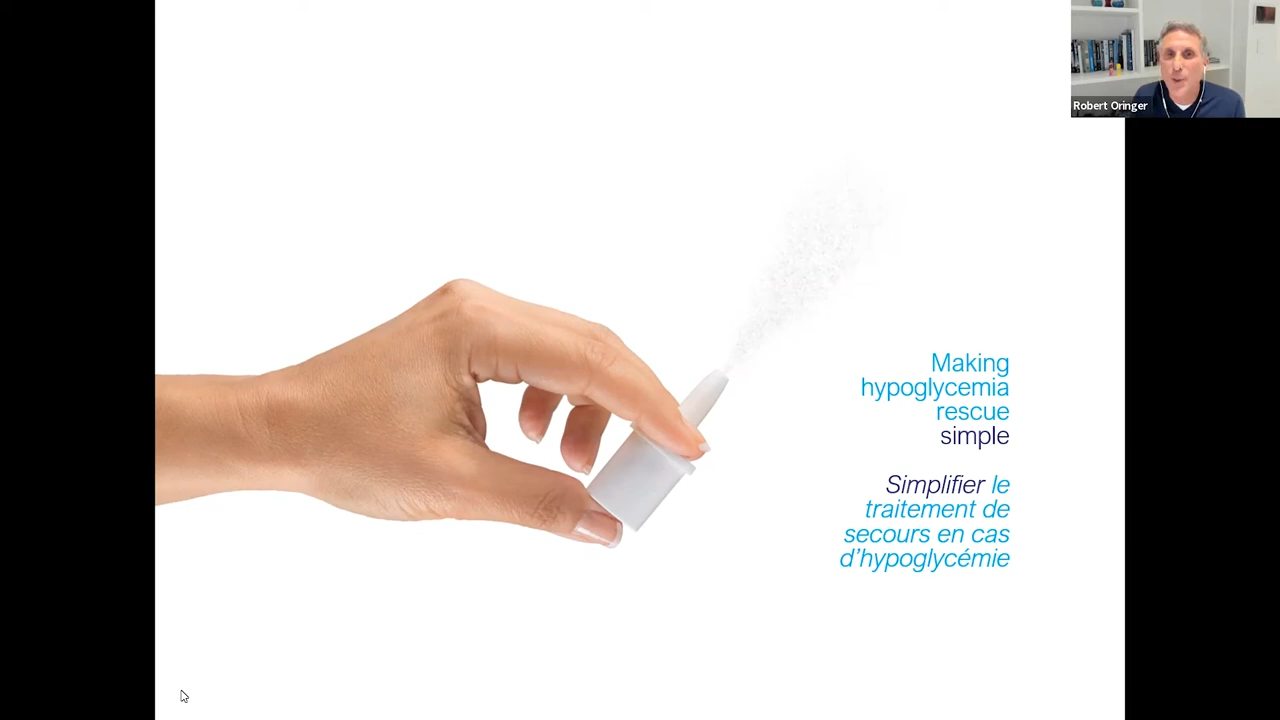 Robert Oringer
Making
hypoglycemia
rescue
simple
Simplifier le
traitement de
secours en cas
d’hypoglycémie